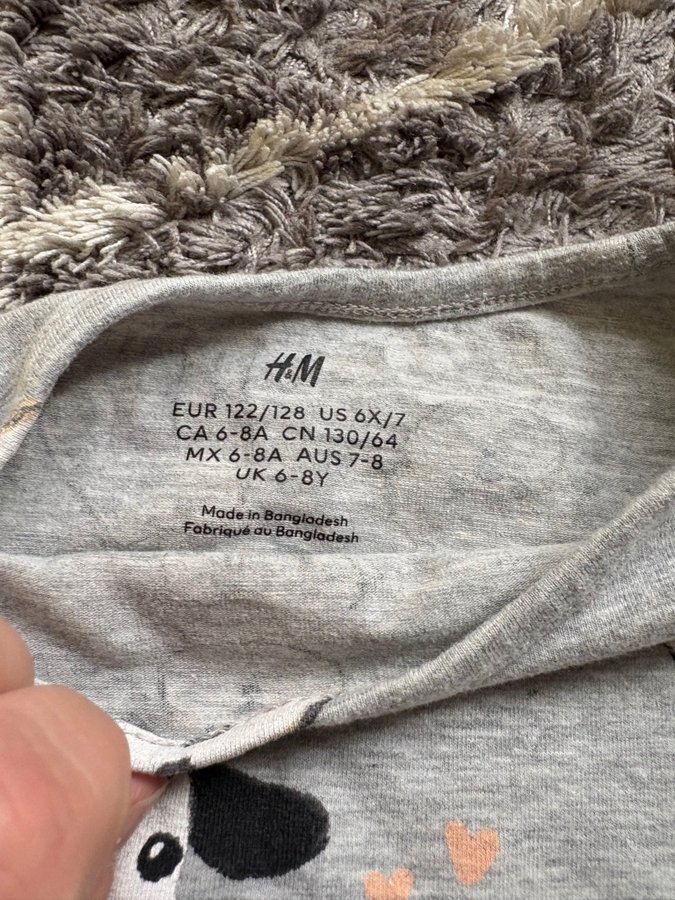 H&M
EUR 122/128 US 6X/7
CA 6-8A CN 130/64
MX 6-8A AUS 7-8
UK 6-8Y
Made in Bangladesh
Fabriqué au Bangladesh